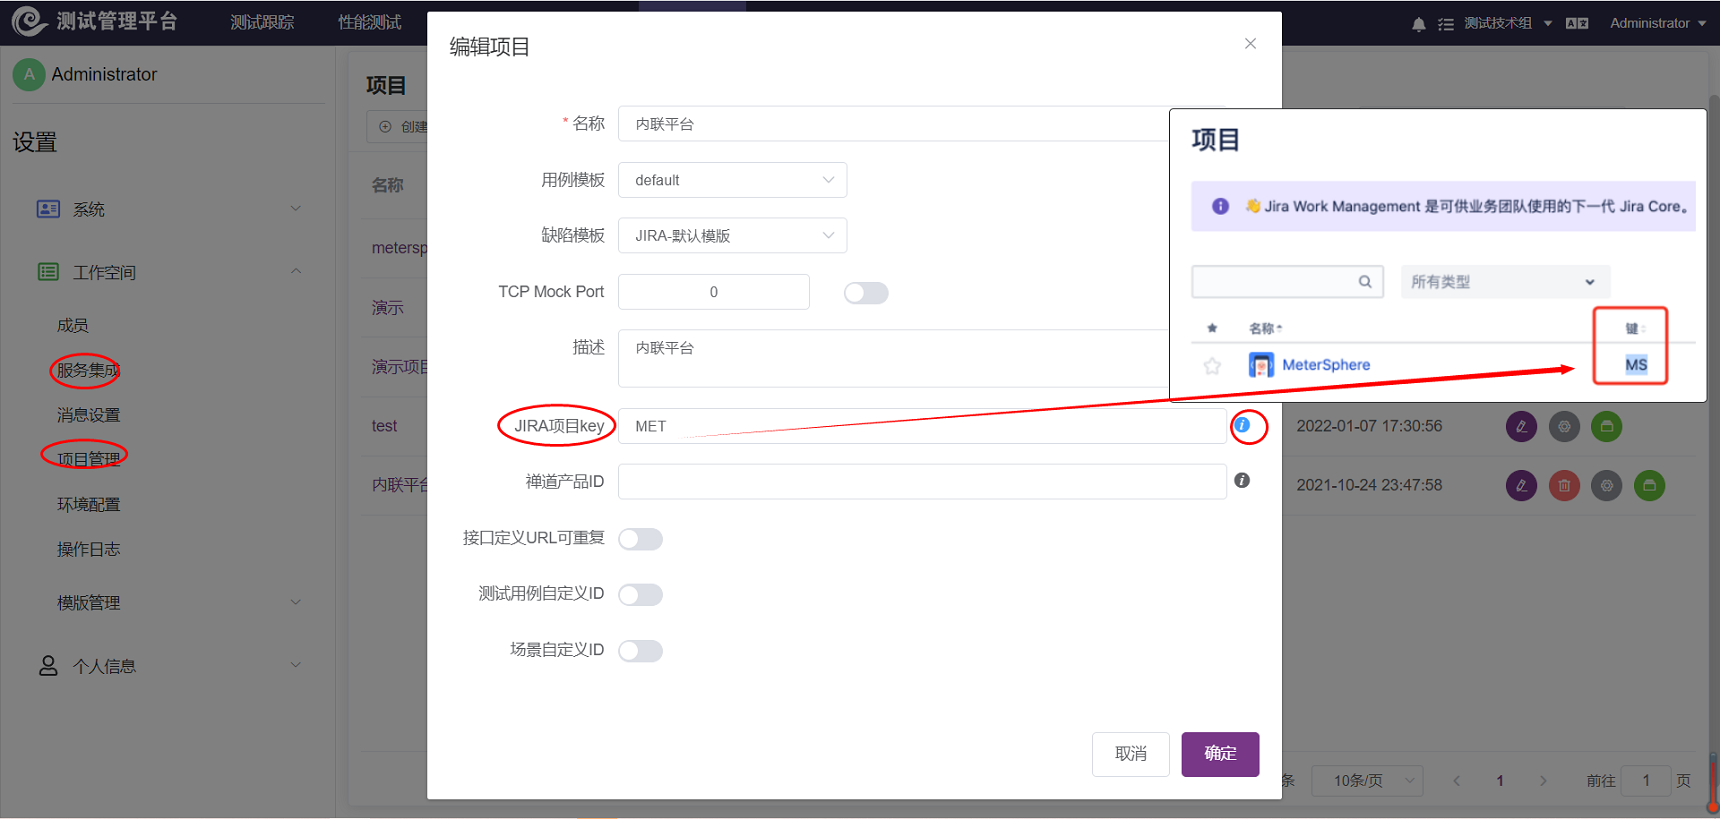 测试管理平台
测试跟踪
性能测试
测试技术组
Administrator
A
Administrator
设置
系统
工作空间
成员
服务集成
消息设置
项目管理
环境配置
操作日志
模版管理
个人信息
项目
创建
名称
metersp
演示
演示项目
test
内联平台
编辑项目
* 名称
内联平台
用例模板
default
缺陷模板
JIRA-默认模版
TCP Mock Port
0
描述
内联平台
JIRA项目key
MET
禅道产品ID
接口定义URL可重复
测试用例自定义ID
场景自定义ID
取消
确定
项目
👋 Jira Work Management 是可供业务团队使用的下一代 Jira Core。
所有类型
名称
键
MeterSphere
MS
2022-01-07 17:30:56
2021-10-24 23:47:58
条
10条/页
1
前往
1
页